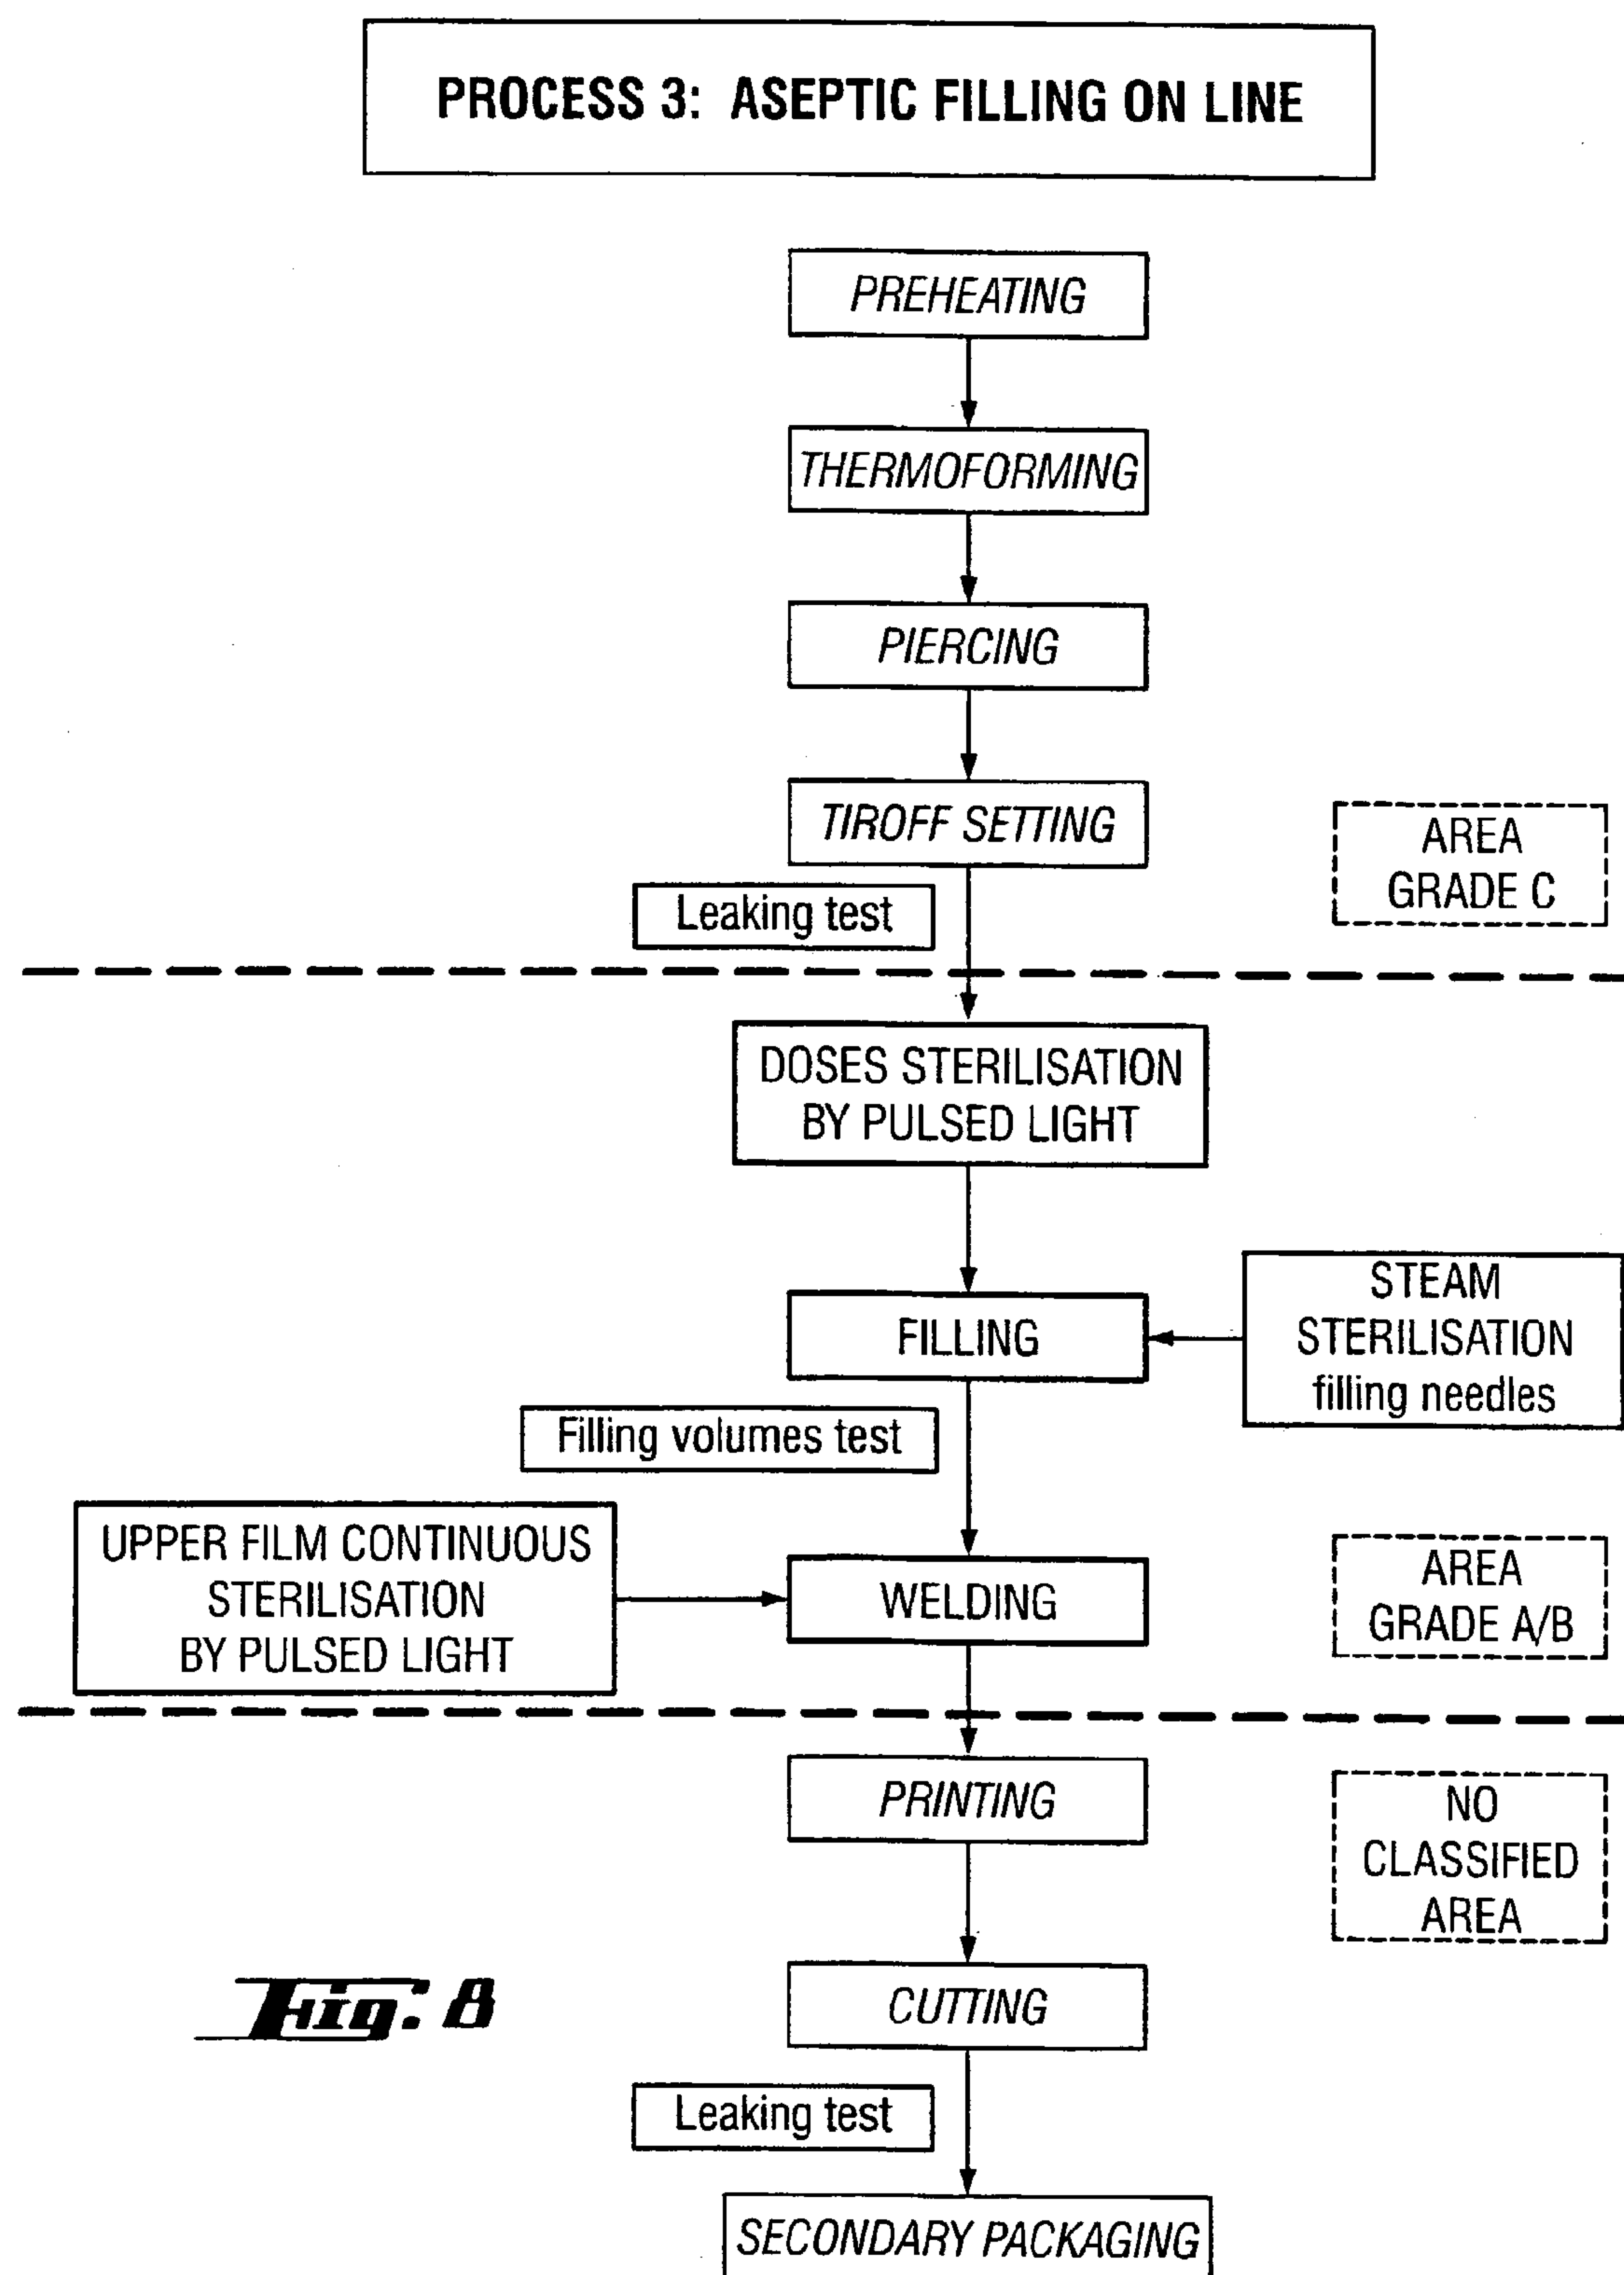 PROCESS 3: ASEPTIC FILLING ON LINE
PREHEATING
THERMOFORMING
PIERCING
TIROFF SETTING
AREA
GRADE C
Leaking test
DOSES STERILISATION
BY PULSED LIGHT
FILLING
STEAM
STERILISATION
filling needles
Filling volumes test
UPPER FILM CONTINUOUS
STERILISATION
BY PULSED LIGHT
WELDING
AREA
GRADE A/B
PRINTING
NO
CLASSIFIED
AREA
CUTTING
Fig. 8
Leaking test
SECONDARY PACKAGING